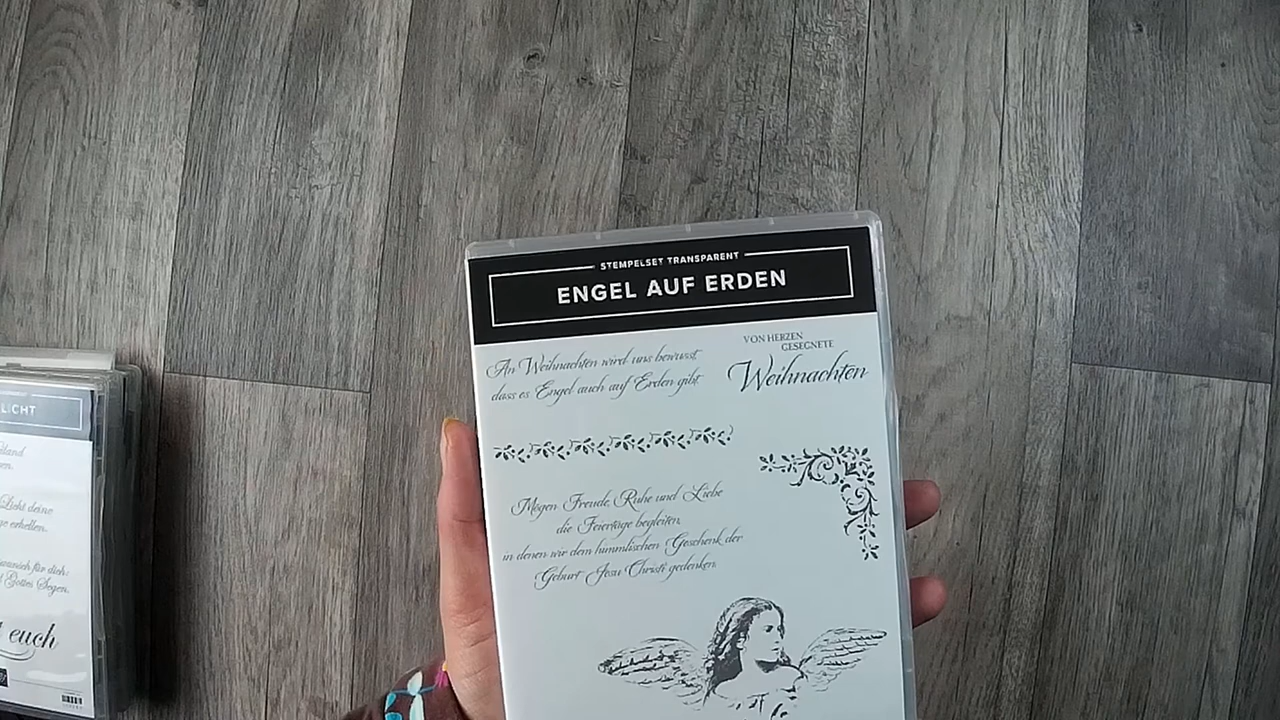 STEMPELSET TRANSPARENT
ENGEL AUF ERDEN
An Weihnachten wird uns bewusst,
dass es Engel auch auf Erden gibt.
VON HERZEN
GESEGNETE
Weihnachten
Mögen Freude, Ruhe und Liebe
die Feiertage begleiten,
in denen wir dem himmlischen Geschenk der
Geburt Jesu Christi gedenken.
LICHT
Licht deine
erhellen.
wunsch für dich:
Gottes Segen.
euch